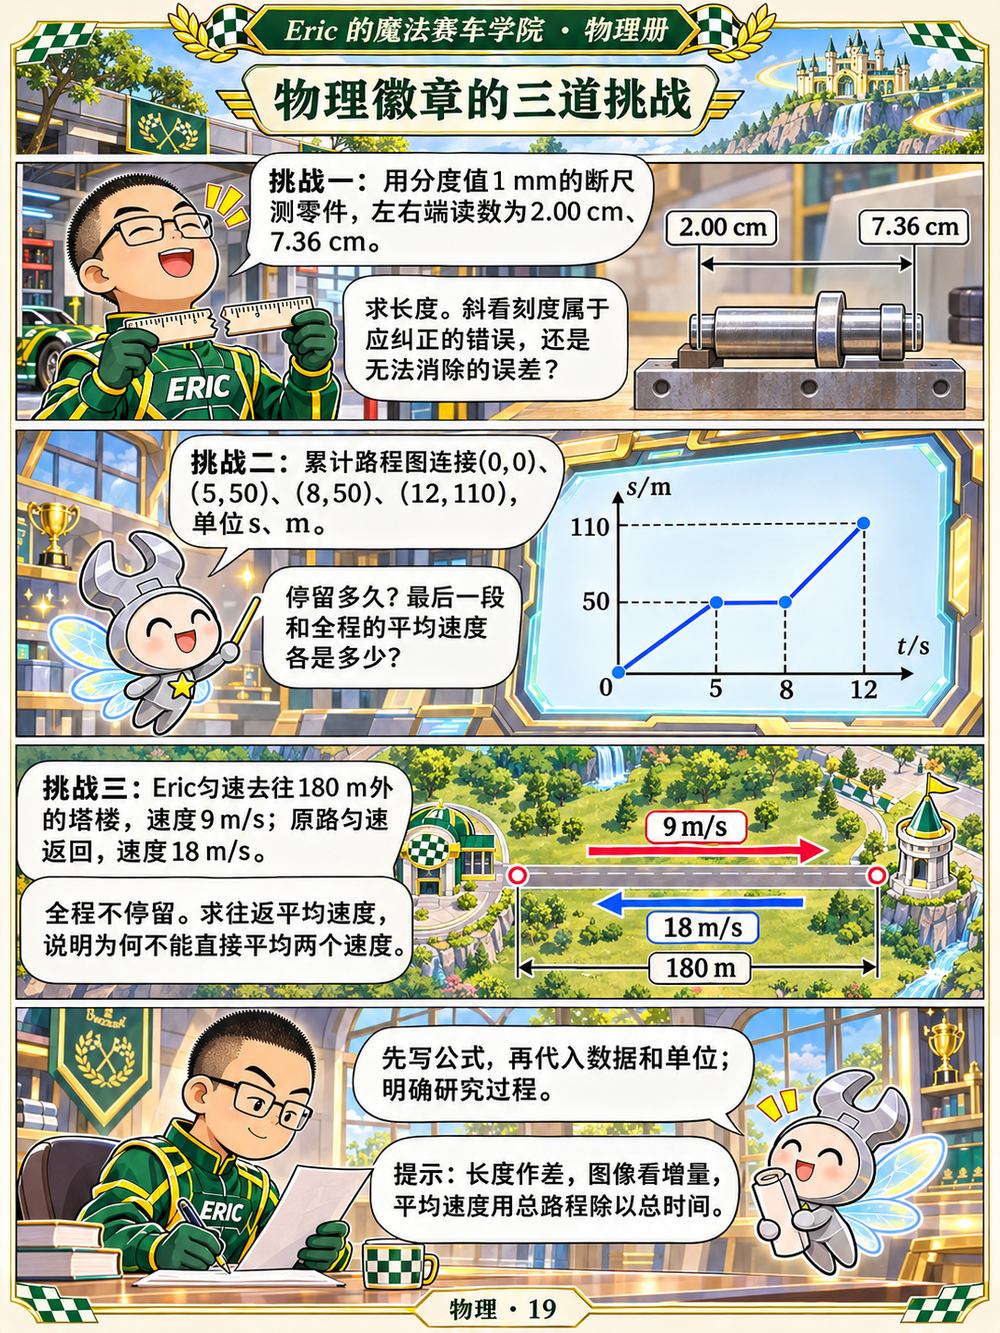 Eric 的魔法赛车学院 · 物理册
物理徽章的三道挑战
挑战一：用分度值1 mm的断尺
测零件，左右端读数为2.00 cm、
7.36 cm。
求长度。斜看刻度属于
应纠正的错误，还是
无法消除的误差？
ERIC
2.00 cm
7.36 cm
挑战二：累计路程图连接(0,0)、
(5,50)、(8,50)、(12,110)，
单位 s、m。
停留多久？最后一段
和全程的平均速度
各是多少？
s/m
110
50
0
5
8
12
t/s
挑战三：Eric匀速去往180 m外
的塔楼，速度9 m/s；原路匀速
返回，速度18 m/s。
全程不停留。求往返平均速度，
说明为何不能直接平均两个速度。
9 m/s
18 m/s
180 m
先写公式，再代入数据和单位；
明确研究过程。
提示：长度作差，图像看增量，
平均速度用总路程除以总时间。
ERIC
物理 · 19